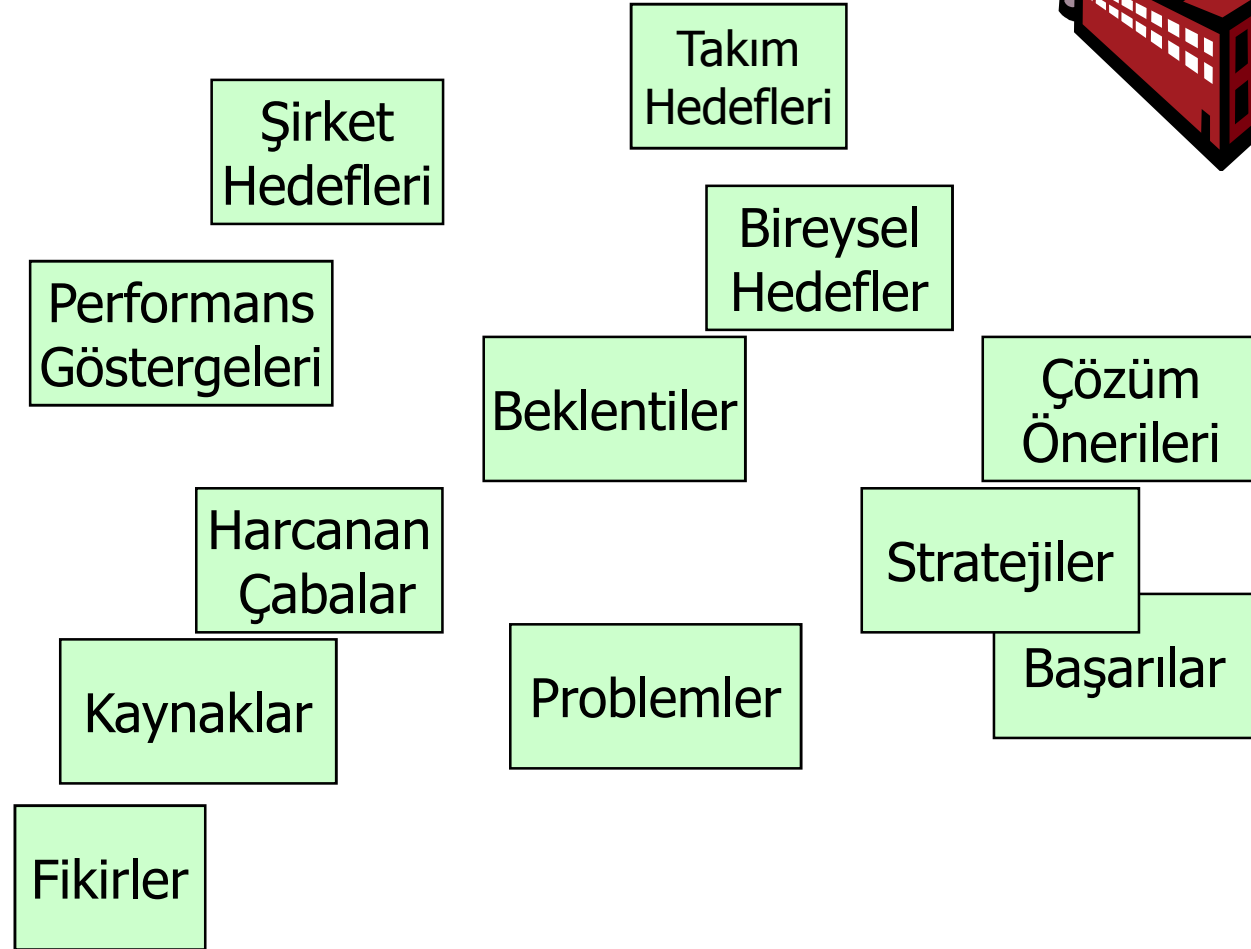 Takım
Hedefleri
Şirket
Hedefleri
Bireysel
Hedefler
Performans
Göstergeleri
Beklentiler
Çözüm
Önerileri
Harcanan
Çabalar
Stratejiler
Başarılar
Kaynaklar
Problemler
Fikirler